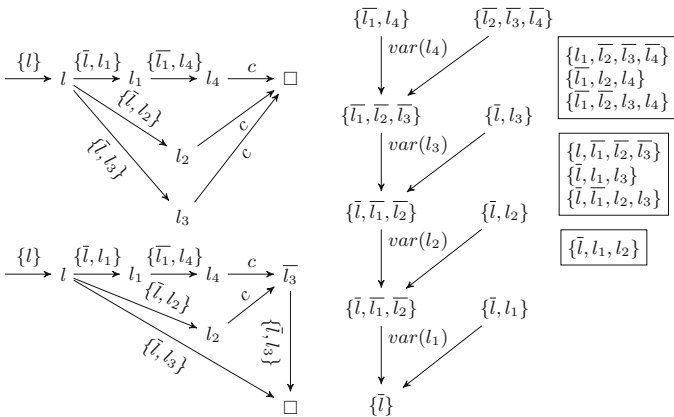 {l} l {l̅, l₁} l₁ {l̅₁, l₄} l₄ c □
{l̅, l₂} l₂ c
{l̅, l₃} l₃ c
{l} l {l̅, l₁} l₁ {l̅₁, l₄} l₄ c l̅₃
{l̅, l₂} l₂ c {l̅, l₃}
{l̅, l₃} □
{l̅₁, l₄} {l̅₂, l̅₃, l̅₄}
var(l₄)
{l̅₁, l̅₂, l̅₃} {l̅, l₃}
var(l₃)
{l̅, l̅₁, l̅₂} {l̅, l₂}
var(l₂)
{l̅, l̅₁, l̅₂} {l̅, l₁}
var(l₁)
{l̅}
{l₁, l̅₂, l̅₃, l̅₄}
{l̅₁, l₂, l₄}
{l̅₁, l̅₂, l₃, l₄}
{l, l̅₁, l̅₂, l̅₃}
{l̅, l₁, l₃}
{l̅, l̅₁, l₂, l₃}
{l̅, l₁, l₂}